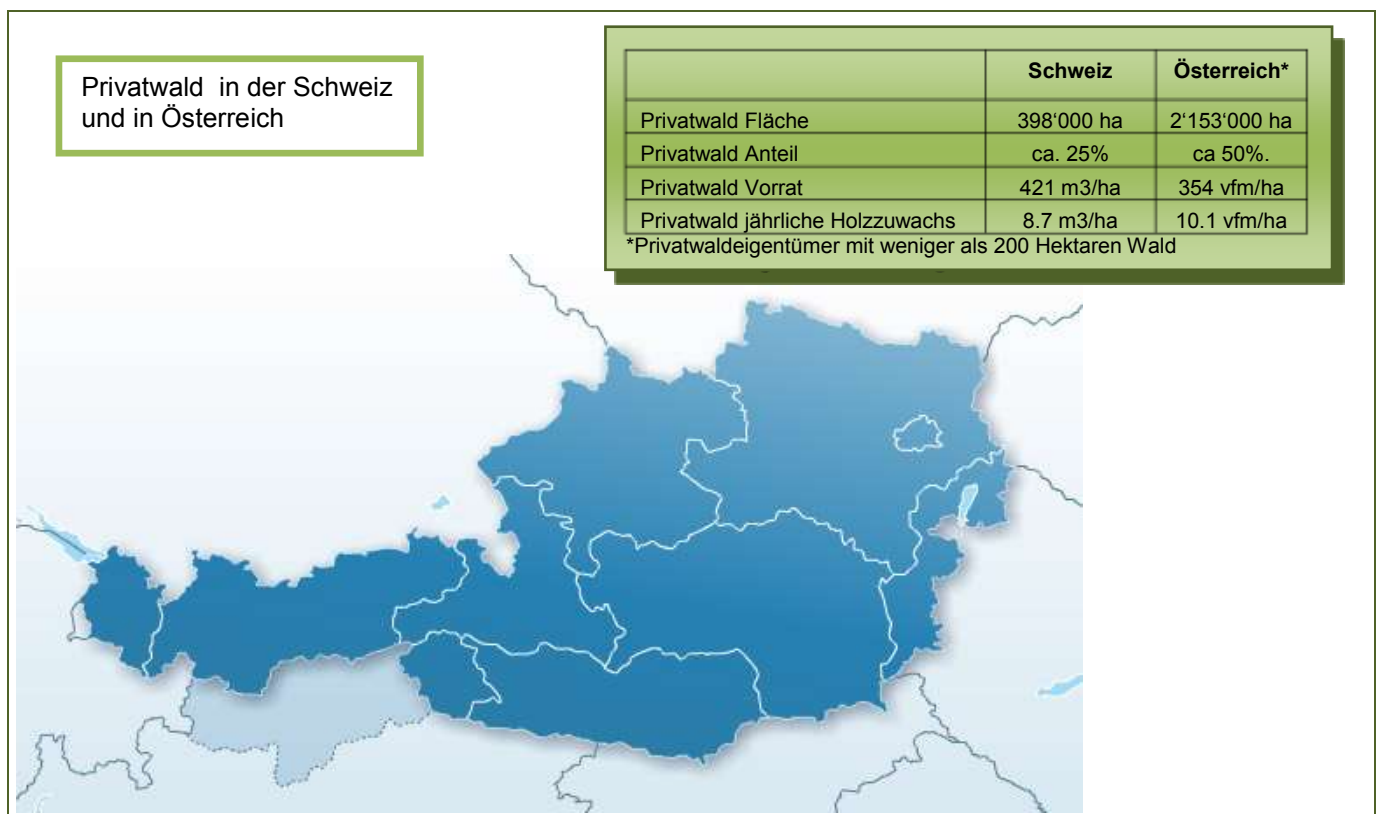 Privatwald in der Schweiz
und in Österreich
Schweiz Österreich*
Privatwald Fläche 398‘000 ha 2‘153‘000 ha
Privatwald Anteil ca. 25% ca 50%.
Privatwald Vorrat 421 m3/ha 354 vfm/ha
Privatwald jährliche Holzzuwachs 8.7 m3/ha 10.1 vfm/ha
*Privatwaldeigentümer mit weniger als 200 Hektaren Wald